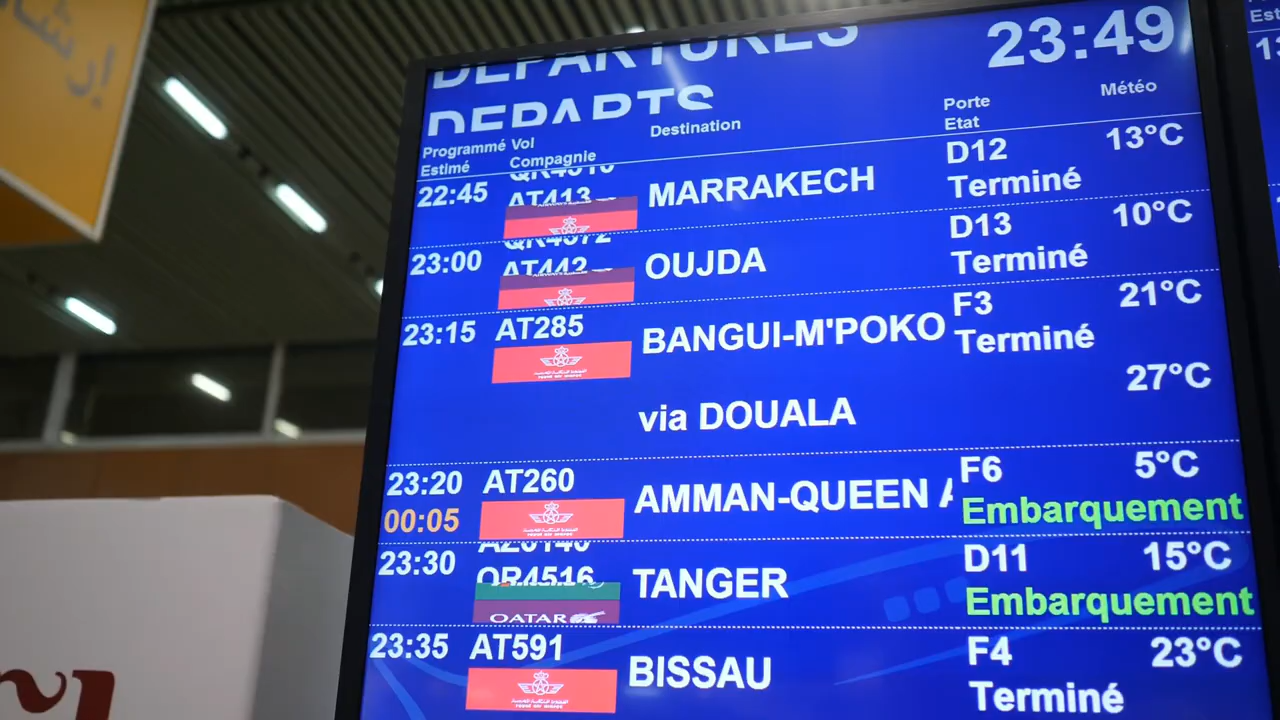 إرشاد
DEPARTURES
DEPARTS
23:49
Programmé
Estimé
Vol
Compagnie
Destination
Porte
Etat
Météo
22:45
AT413
MARRAKECH
D12
Terminé
13°C
23:00
AT442
OUJDA
D13
Terminé
10°C
23:15
AT285
BANGUI-M'POKO
F3
Terminé
21°C
via DOUALA
27°C
23:20
00:05
AT260
AMMAN-QUEEN A
F6
Embarquement
5°C
23:30
QR4516
QATAR
TANGER
D11
Embarquement
15°C
23:35
AT591
BISSAU
F4
Terminé
23°C